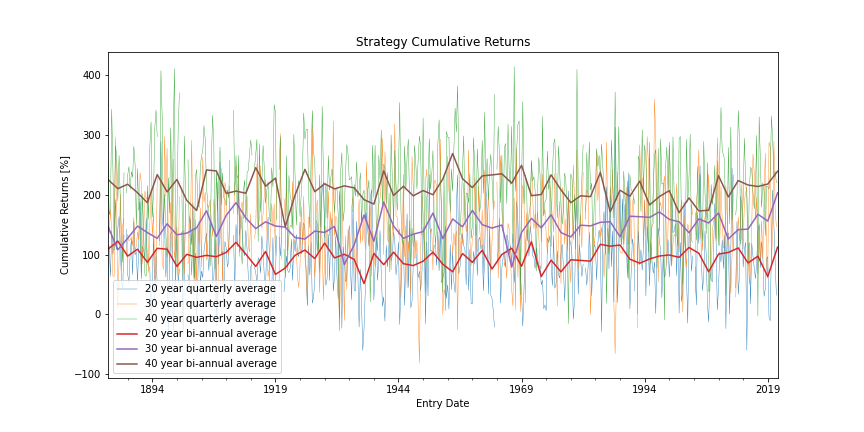 Strategy Cumulative Returns
Cumulative Returns [%]
400
300
200
100
0
−100
20 year quarterly average
30 year quarterly average
40 year quarterly average
20 year bi-annual average
30 year bi-annual average
40 year bi-annual average
1894
1919
1944
1969
1994
2019
Entry Date